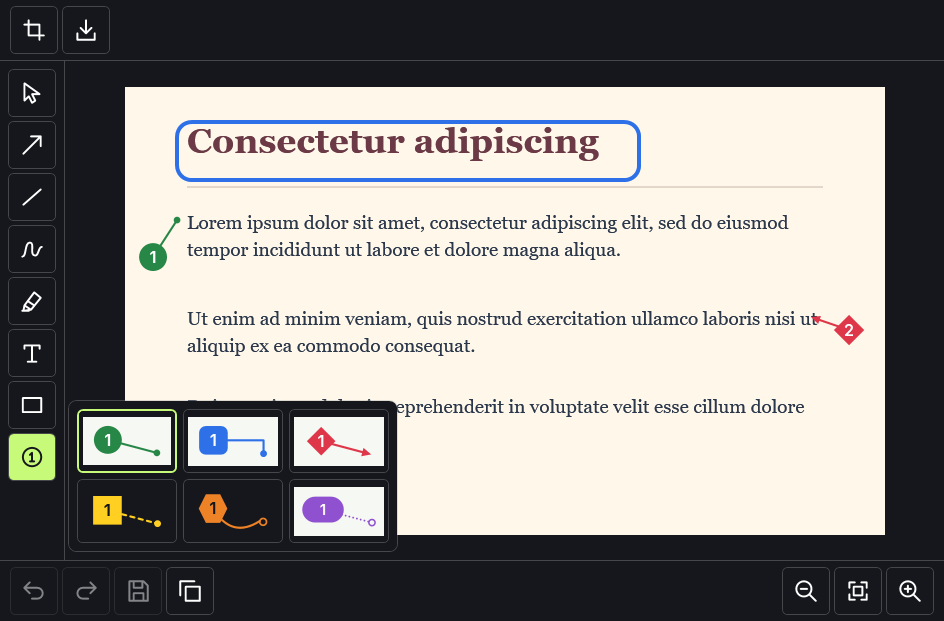 Consectetur adipiscing
Lorem ipsum dolor sit amet, consectetur adipiscing elit, sed do eiusmod
1
tempor incididunt ut labore et dolore magna aliqua.
Ut enim ad minim veniam, quis nostrud exercitation ullamco laboris nisi ut
2
aliquip ex ea commodo consequat.
eprehenderit in voluptate velit esse cillum dolore
1 1 1
1 1 1
T
1